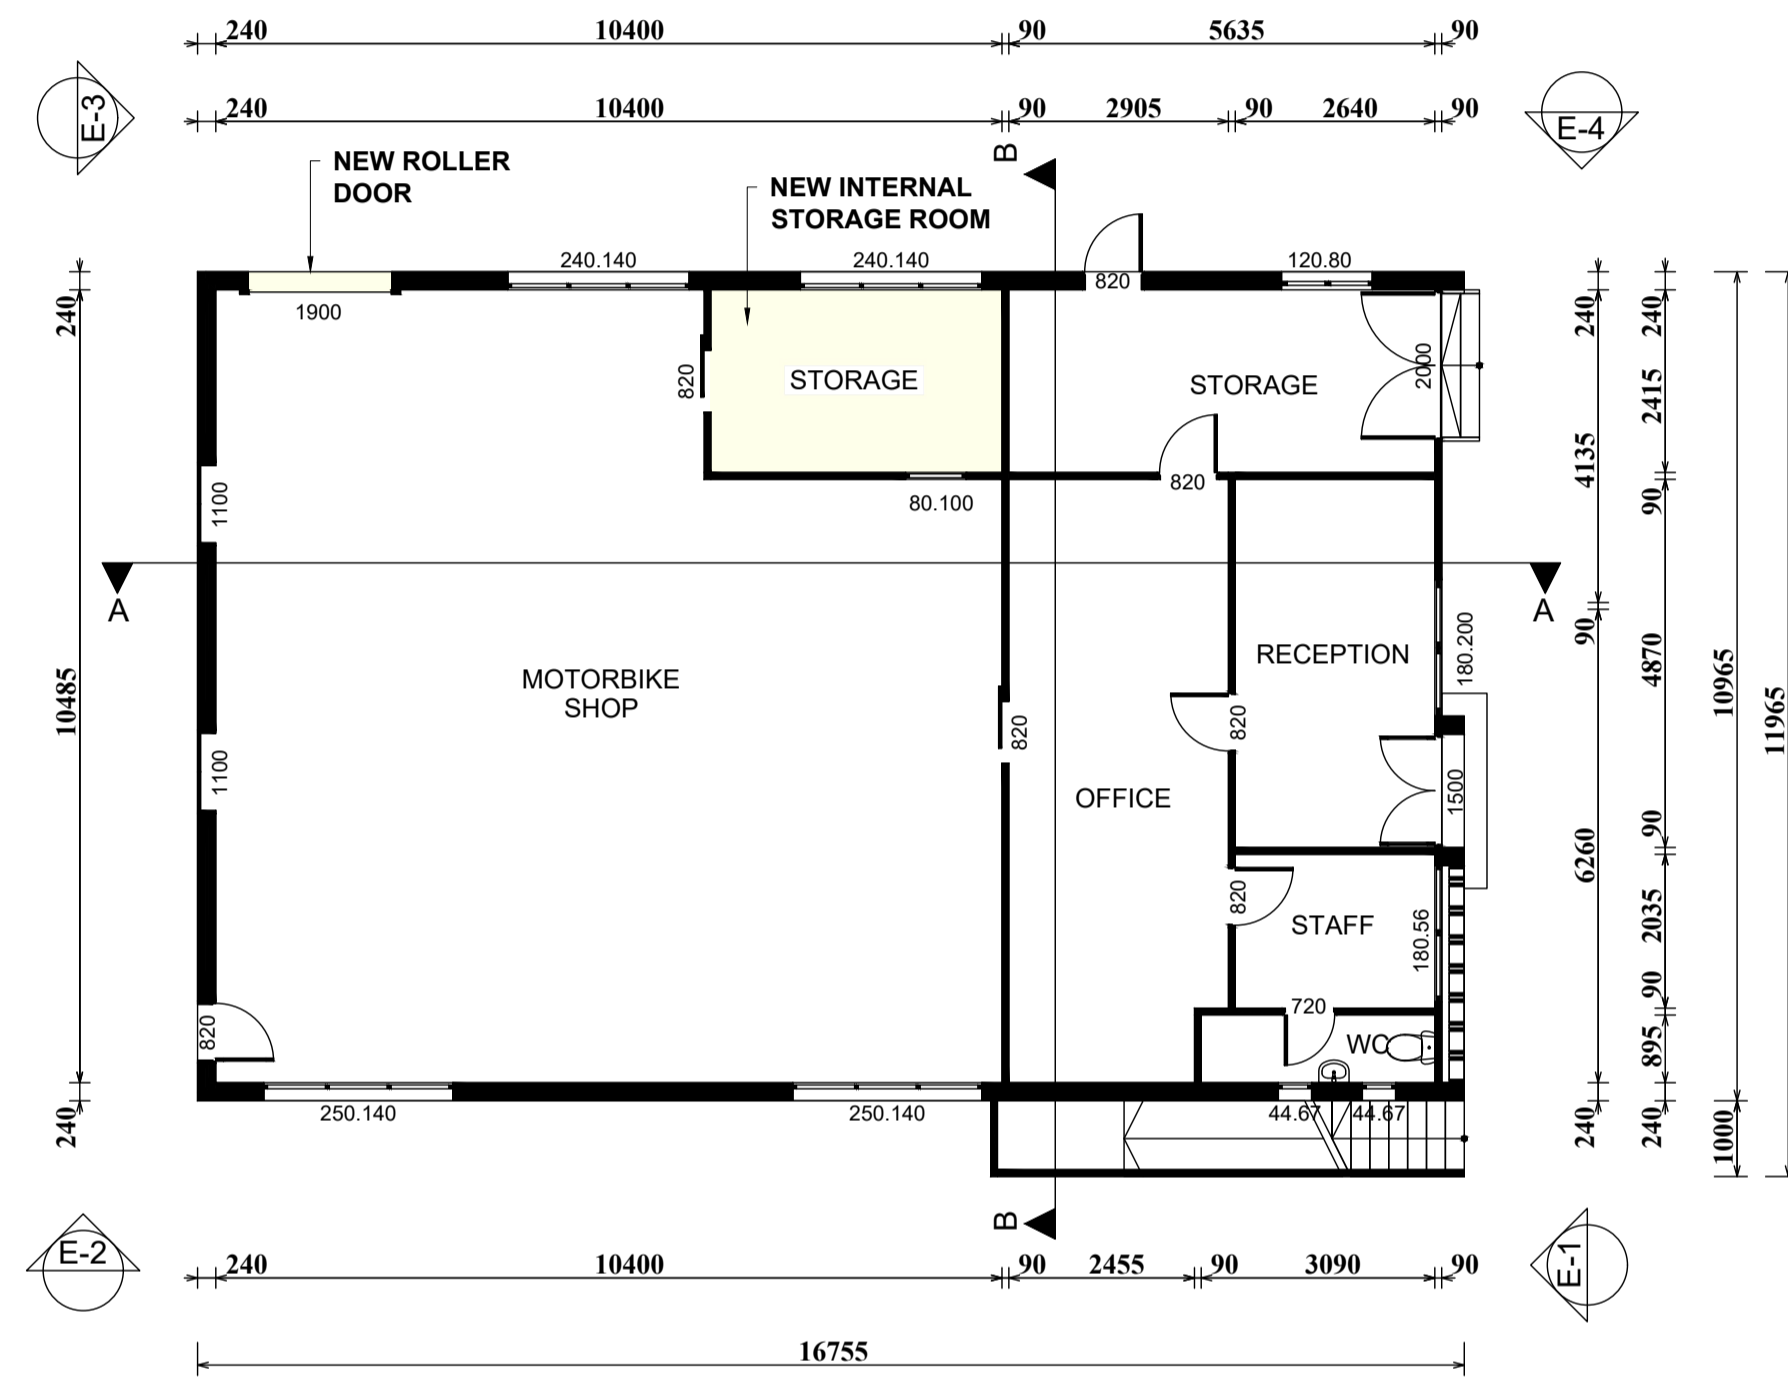 240 10400 90 5635 90
240 10400 90 2905 90 2640 90
E-3
E-4
B
NEW ROLLER
DOOR
NEW INTERNAL
STORAGE ROOM
240.140 240.140 820 120.80
1900
240
240
240
820
STORAGE
STORAGE
2000
2415
4135
1100
80.100
820
90
A
A
10485
MOTORBIKE
SHOP
820
820
RECEPTION
180.200
90
4870
10965
11965
1100
OFFICE
1500
90
6260
820
STAFF
180.56
2035
90
820
720
WC
895
240
250.140 250.140 44.67 44.67
240
240
1000
B
E-2
E-1
240 10400 90 2455 90 3090 90
16755